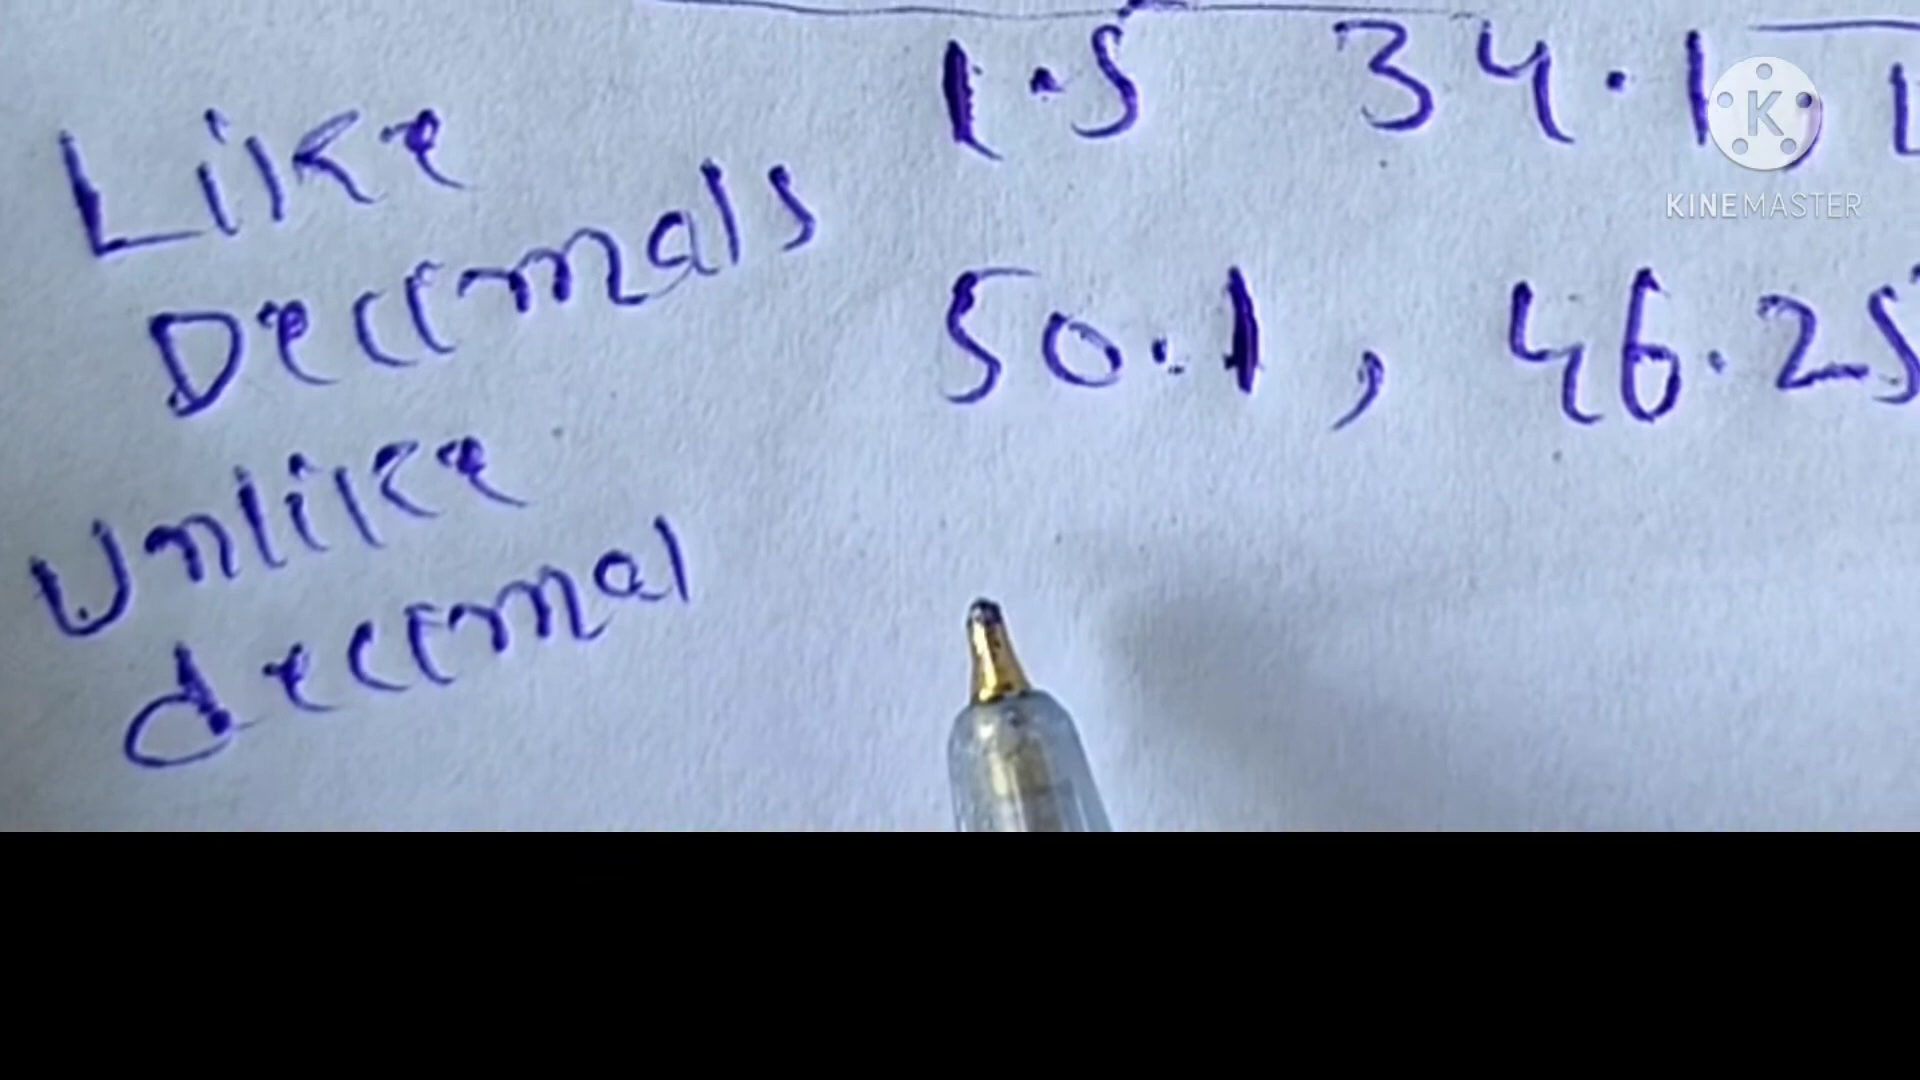 1.5 34.1,
Like
Decimals
50.1, 46.25
Unlike
decimal
K
KINEMASTER